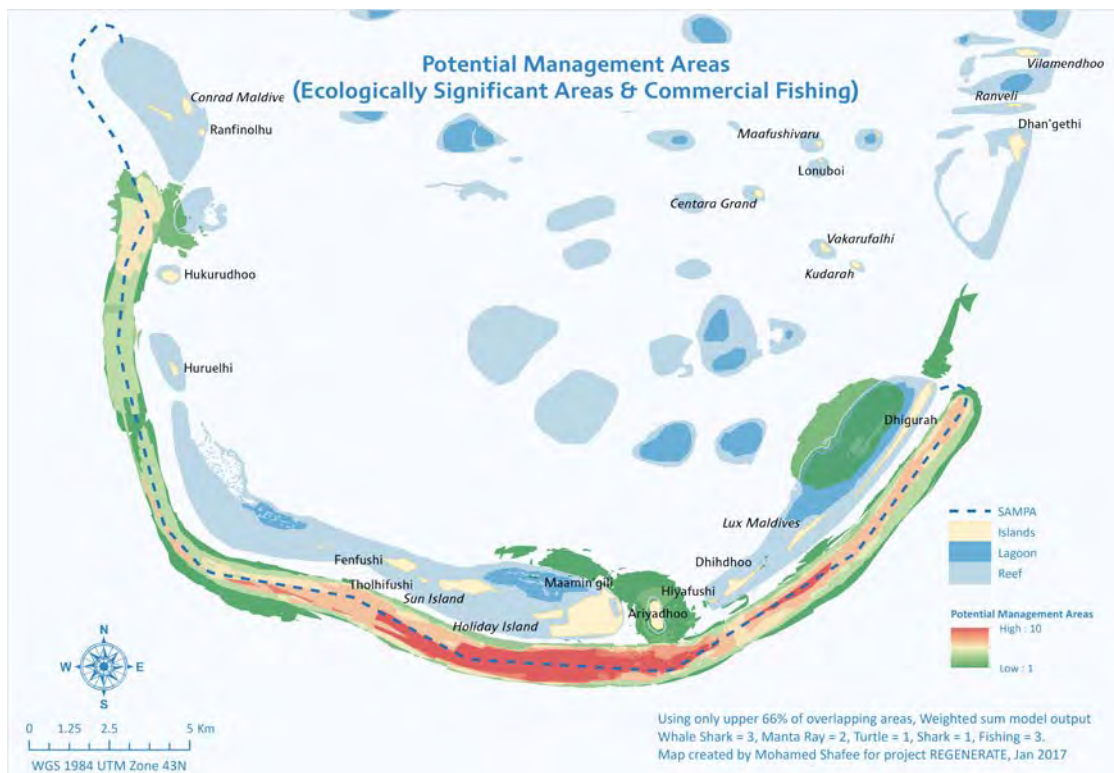 Potential Management Areas
(Ecologically Significant Areas & Commercial Fishing)
Vilamendhoo
Conrad Maldive
Ranveli
Ranfinolhu
Dhan'gethi
Maafushivaru
Lonuboi
Centara Grand
Vakarufalhi
Hukurudhoo
Kudarah
Huruelhi
Dhigurah
Lux Maldives
Fenfushi
Dhihdhoo
Tholhifushi
Maamin'gili
Hiyafushi
Sun Island
Ariyadhoo
Holiday Island
SAMPA
Islands
Lagoon
Reef
Potential Management Areas
High : 10
Low : 1
N
W E
S
0 1.25 2.5 5 Km
WGS 1984 UTM Zone 43N
Using only upper 66% of overlapping areas, Weighted sum model output
Whale Shark = 3, Manta Ray = 2, Turtle = 1, Shark = 1, Fishing = 3.
Map created by Mohamed Shafee for project REGENERATE, Jan 2017